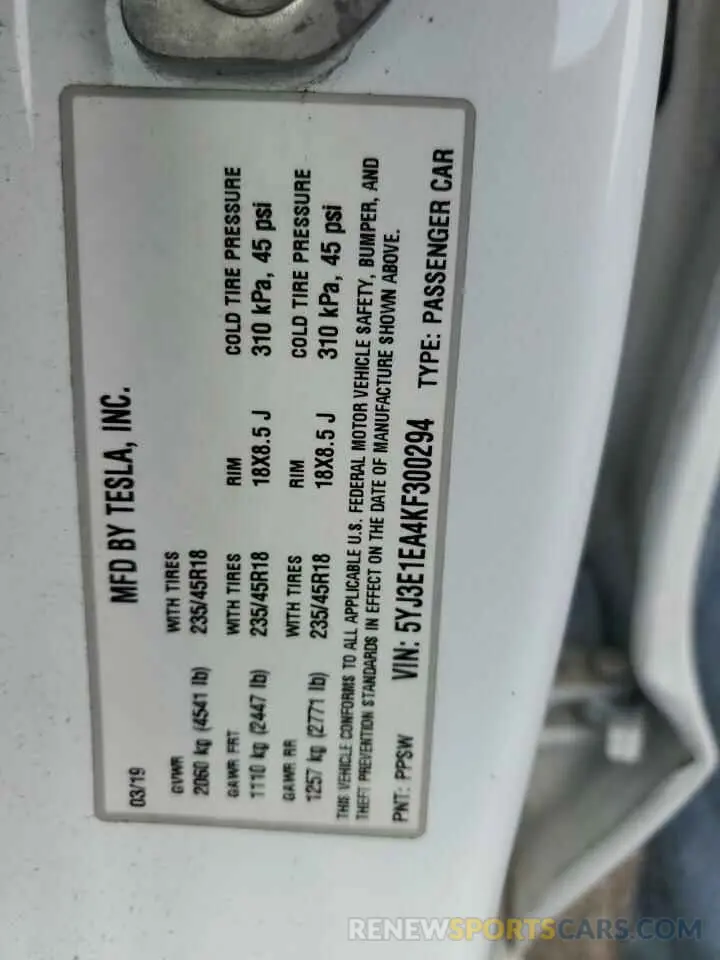 MFD BY TESLA, INC.
03/19
GVWR WITH TIRES
2060 kg (4541 lb) 235/45R18
GAWR FRT WITH TIRES RIM COLD TIRE PRESSURE
1110 kg (2447 lb) 235/45R18 18X8.5 J 310 kPa, 45 psi
GAWR RR WITH TIRES RIM COLD TIRE PRESSURE
1257 kg (2771 lb) 235/45R18 18X8.5 J 310 kPa, 45 psi
THIS VEHICLE CONFORMS TO ALL APPLICABLE U.S. FEDERAL MOTOR VEHICLE SAFETY, BUMPER, AND
THEFT PREVENTION STANDARDS IN EFFECT ON THE DATE OF MANUFACTURE SHOWN ABOVE.
PNT: PPSW VIN: 5YJ3E1EA4KF300294 TYPE: PASSENGER CAR
RENEWSPORTSCARS.COM